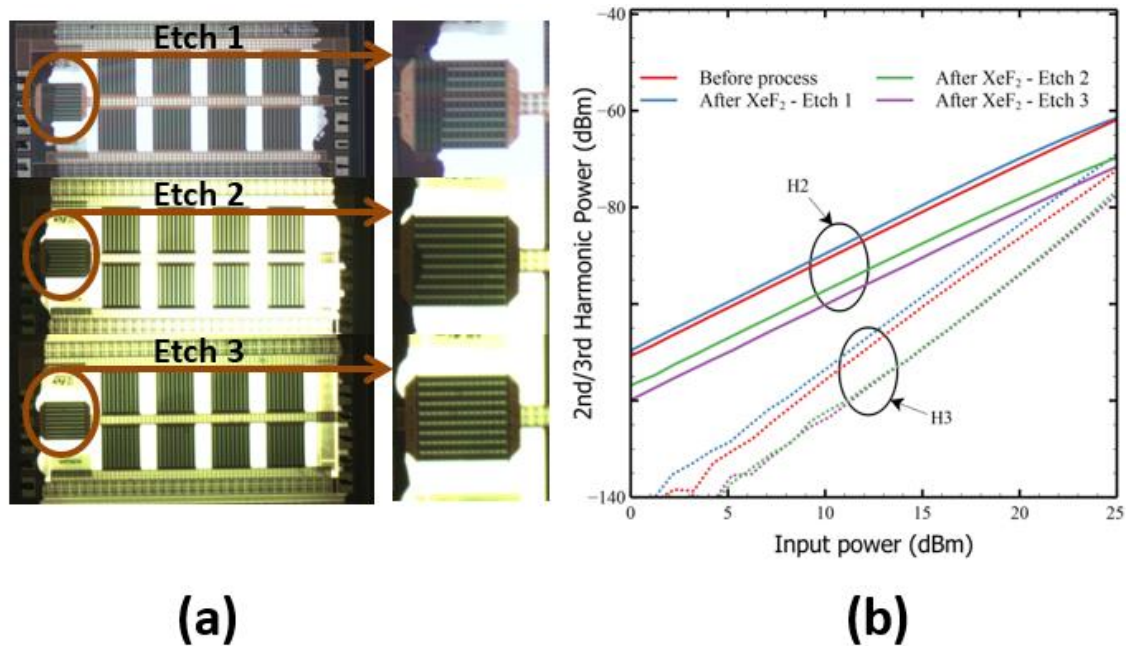 Etch 1
Etch 2
Etch 3
(a)
2nd/3rd Harmonic Power (dBm)
−40
−60
−80
−140
Before process
After XeF₂ - Etch 1
After XeF₂ - Etch 2
After XeF₂ - Etch 3
H2
H3
0
5
10
15
20
25
Input power (dBm)
(b)